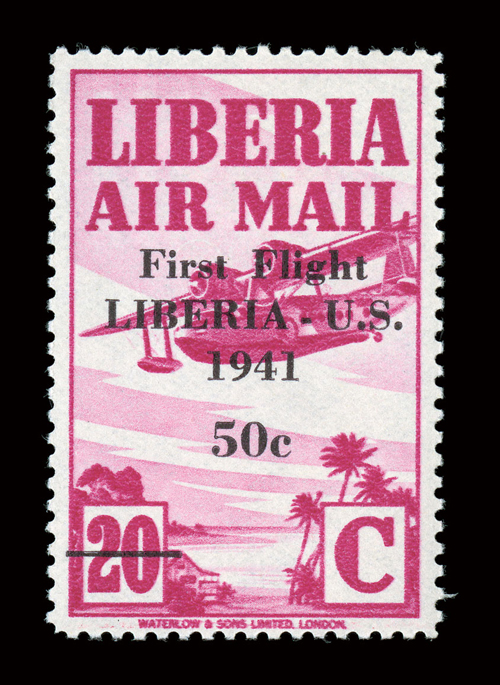 LIBERIA
AIR MAIL
First Flight
LIBERIA - U.S.
1941
50c
20 C
WATERLOW & SONS LIMITED, LONDON.